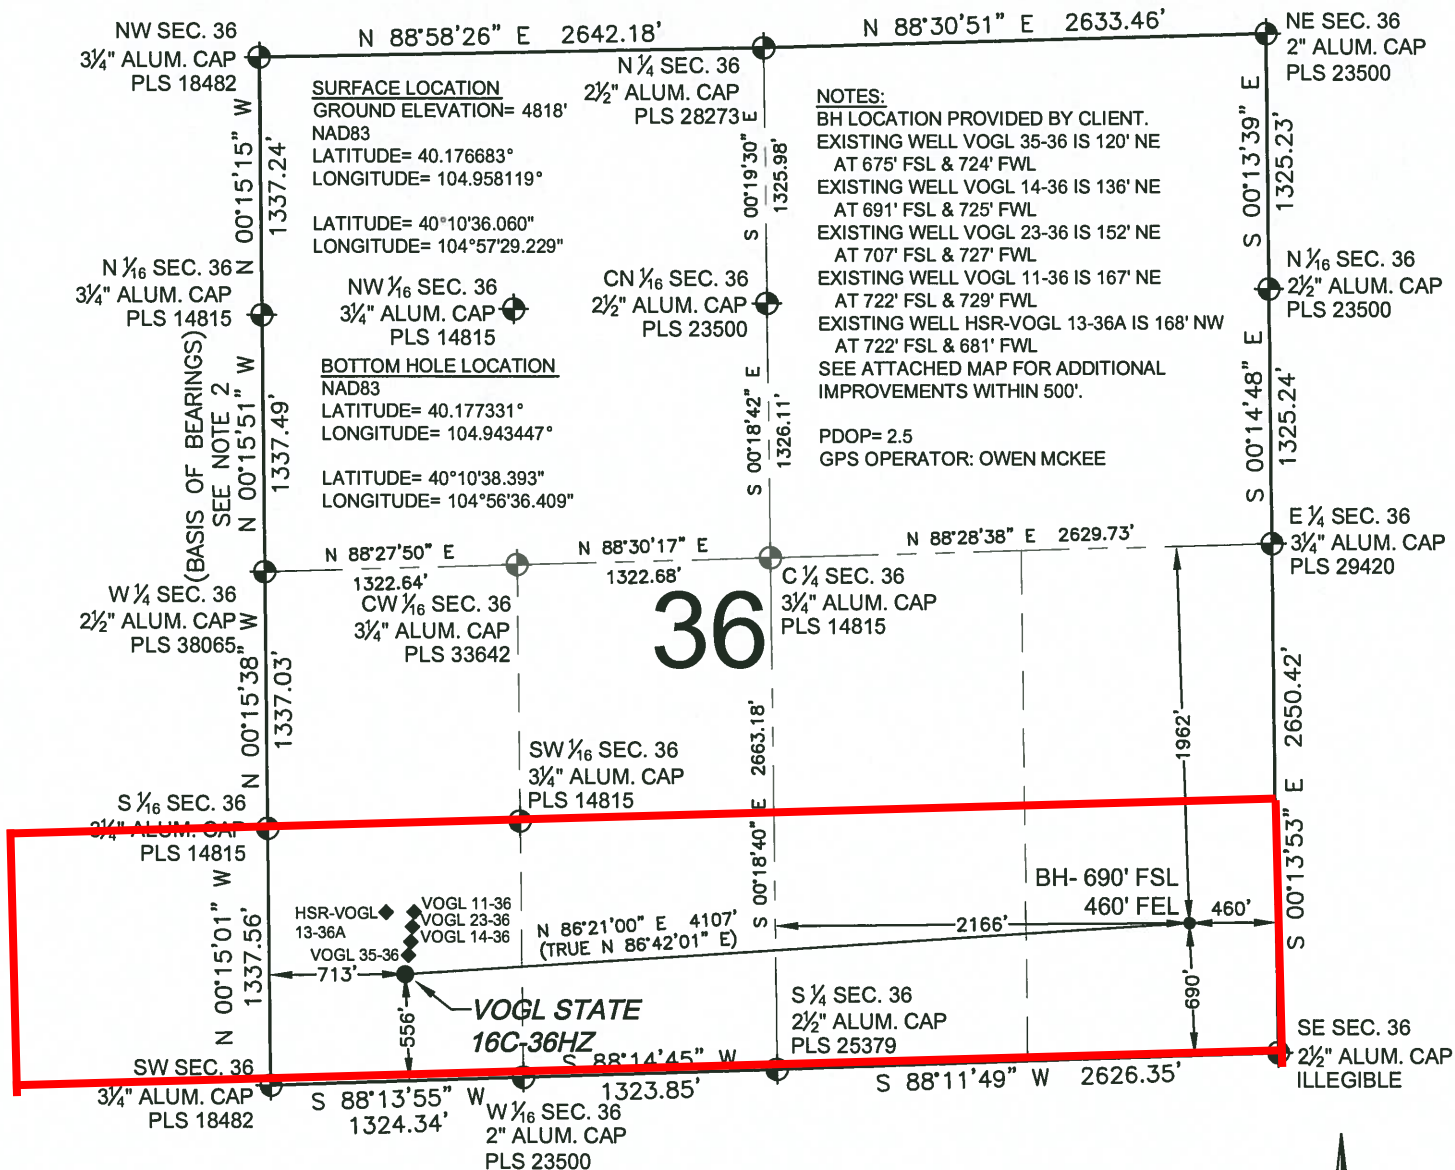 NW SEC. 36
3¼" ALUM. CAP
PLS 18482
N 88°58'26" E 2642.18'
N ¼ SEC. 36
2½" ALUM. CAP
PLS 28273
N 88°30'51" E 2633.46'
NE SEC. 36
2" ALUM. CAP
PLS 23500
SURFACE LOCATION
GROUND ELEVATION= 4818'
NAD83
LATITUDE= 40.176683°
LONGITUDE= 104.958119°
LATITUDE= 40°10'36.060"
LONGITUDE= 104°57'29.229"
NOTES:
BH LOCATION PROVIDED BY CLIENT.
EXISTING WELL VOGL 35-36 IS 120' NE
AT 675' FSL & 724' FWL
EXISTING WELL VOGL 14-36 IS 136' NE
AT 691' FSL & 725' FWL
EXISTING WELL VOGL 23-36 IS 152' NE
AT 707' FSL & 727' FWL
EXISTING WELL VOGL 11-36 IS 167' NE
AT 722' FSL & 729' FWL
EXISTING WELL HSR-VOGL 13-36A IS 168' NW
AT 722' FSL & 681' FWL
SEE ATTACHED MAP FOR ADDITIONAL
IMPROVEMENTS WITHIN 500'.
PDOP= 2.5
GPS OPERATOR: OWEN MCKEE
N 00°15'15" W
1337.24'
S 00°19'30" E
1325.98'
S 00°13'39" E
1325.23'
N 1/16 SEC. 36
3¼" ALUM. CAP
PLS 14815
NW 1/16 SEC. 36
3¼" ALUM. CAP
PLS 14815
CN 1/16 SEC. 36
2½" ALUM. CAP
PLS 23500
N 1/16 SEC. 36
2½" ALUM. CAP
PLS 23500
BOTTOM HOLE LOCATION
NAD83
LATITUDE= 40.177331°
LONGITUDE= 104.943447°
LATITUDE= 40°10'38.393"
LONGITUDE= 104°56'36.409"
(BASIS OF BEARINGS)
SEE NOTE 2
N 00°15'51" W
1337.49'
S 00°18'42" E
1326.11'
S 00°14'48" E
1325.24'
W ¼ SEC. 36
2½" ALUM. CAP
PLS 38065
N 88°27'50" E
1322.64'
N 88°30'17" E
1322.68'
N 88°28'38" E 2629.73'
E ¼ SEC. 36
3¼" ALUM. CAP
PLS 29420
CW 1/16 SEC. 36
3¼" ALUM. CAP
PLS 33642
36
C ¼ SEC. 36
3¼" ALUM. CAP
PLS 14815
N 00°15'38" W
1337.03'
S 00°18'40" E 2663.18'
1962'
S 00°13'53" E 2650.42'
SW 1/16 SEC. 36
3¼" ALUM. CAP
PLS 14815
S 1/16 SEC. 36
3¼" ALUM. CAP
PLS 14815
N 00°15'01" W
1337.56'
HSR-VOGL
13-36A
VOGL 11-36
VOGL 23-36
VOGL 14-36
VOGL 35-36
N 86°21'00" E 4107'
(TRUE N 86°42'01" E)
BH- 690' FSL
460' FEL
2166'
460'
713'
556'
690'
VOGL STATE
16C-36HZ
S ¼ SEC. 36
2½" ALUM. CAP
PLS 25379
SW SEC. 36
3¼" ALUM. CAP
PLS 18482
S 88°13'55" W
1324.34'
S 88°14'45" W
1323.85'
S 88°11'49" W 2626.35'
SE SEC. 36
2½" ALUM. CAP
ILLEGIBLE
W 1/16 SEC. 36
2" ALUM. CAP
PLS 23500